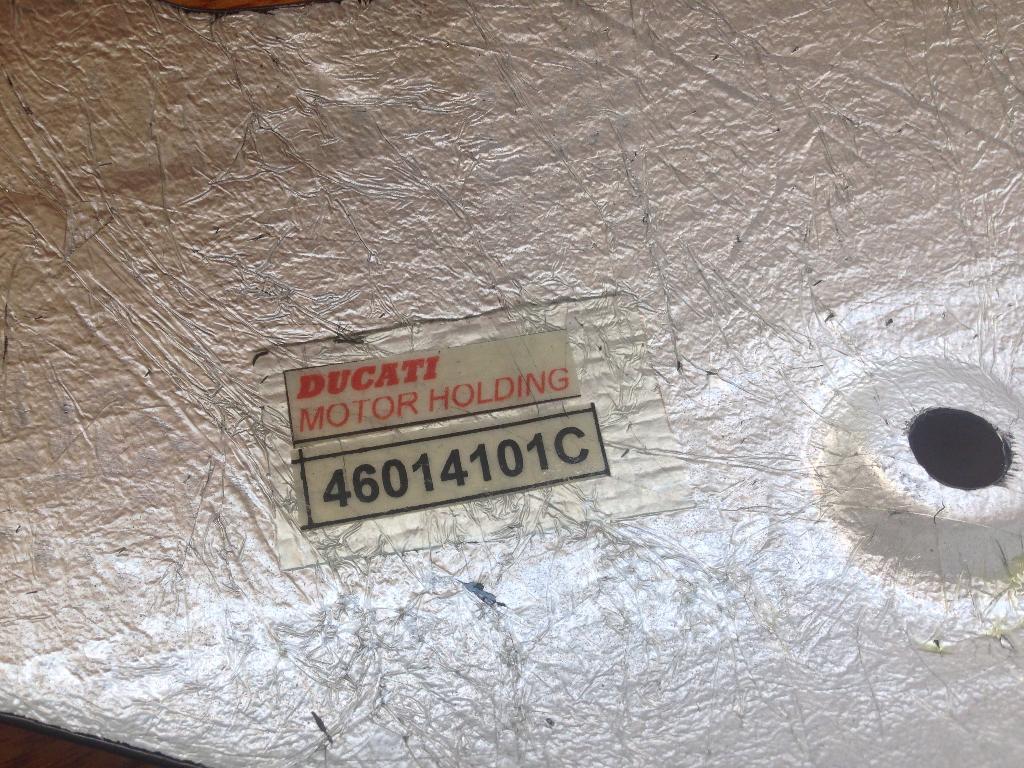 DUCATI
MOTOR HOLDING
46014101C